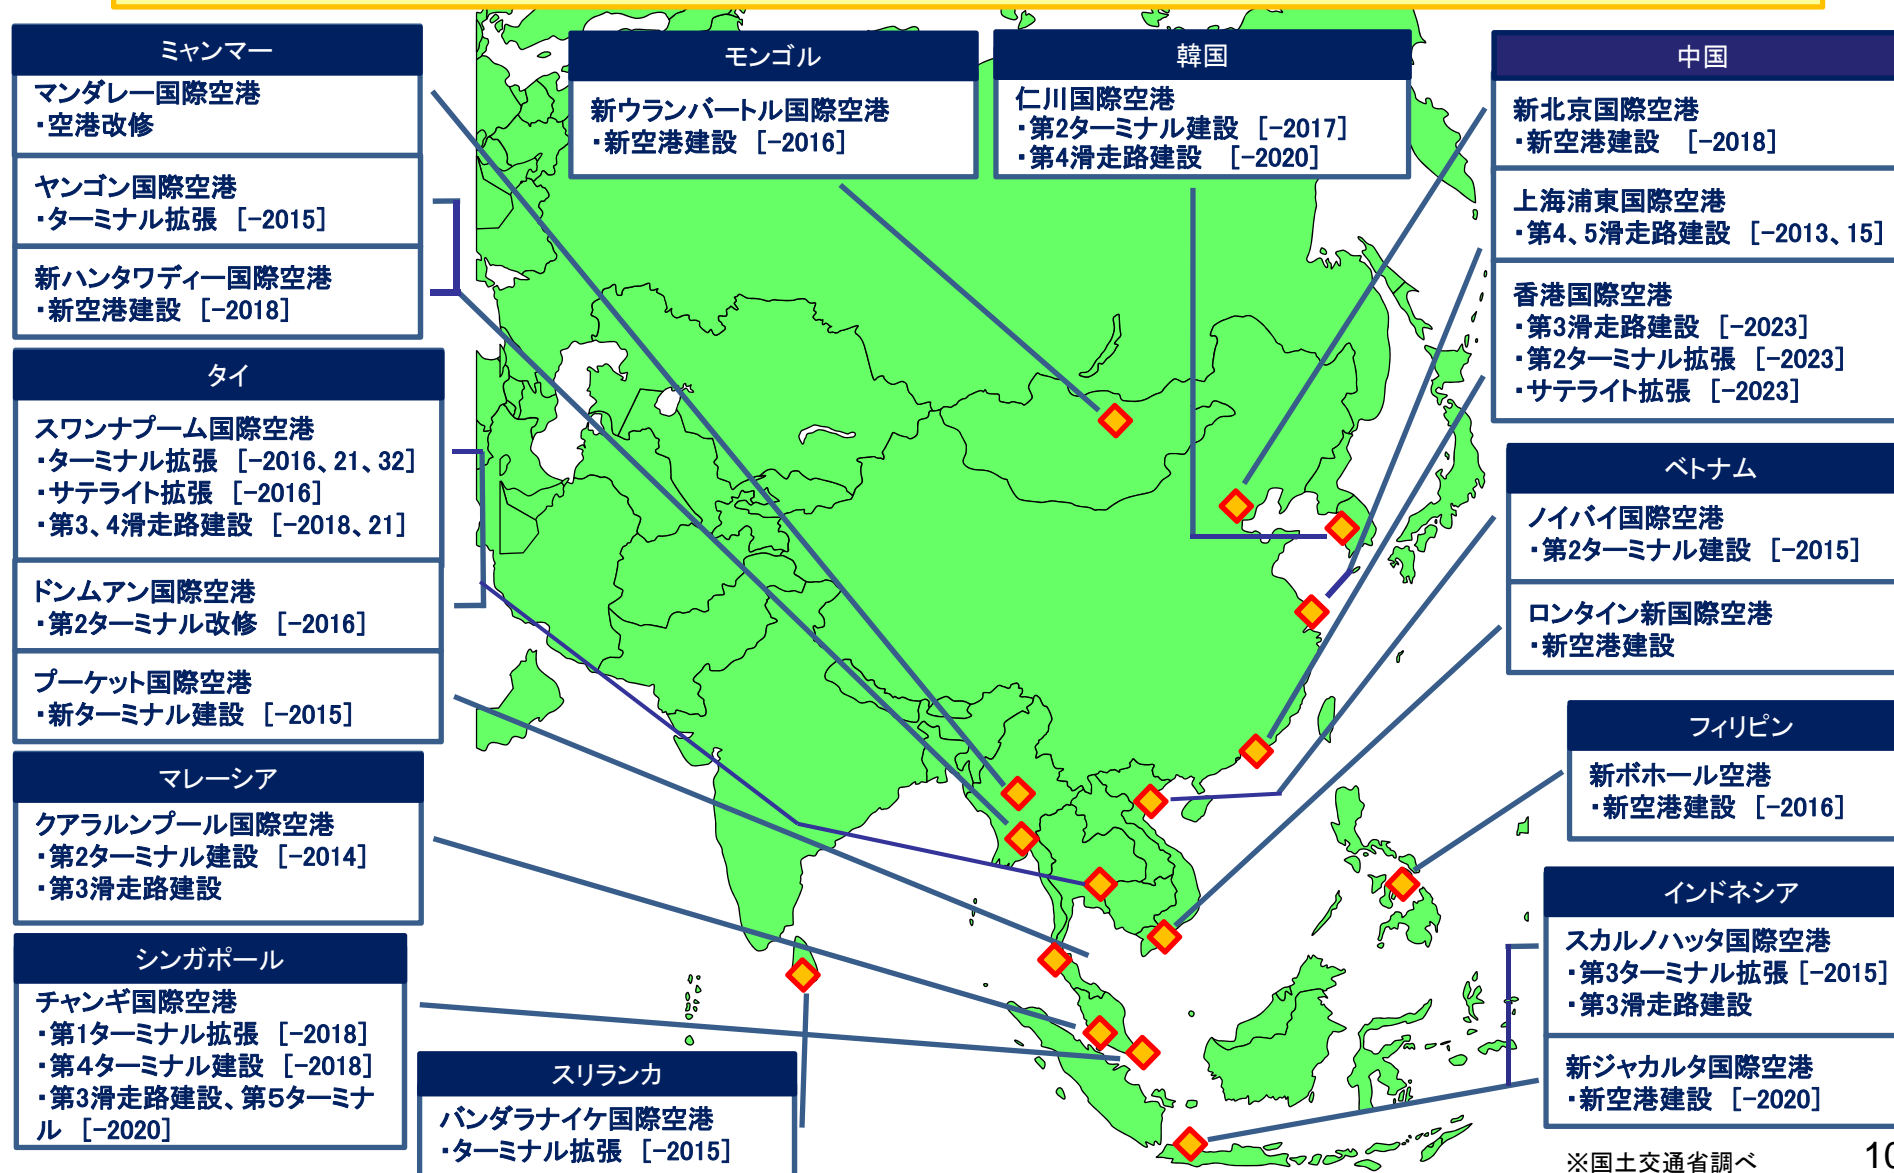 ミャンマー
マンダレー国際空港
・空港改修
ヤンゴン国際空港
・ターミナル拡張 [-2015]
新ハンタワディー国際空港
・新空港建設 [-2018]
タイ
スワンナプーム国際空港
・ターミナル拡張 [-2016、21、32]
・サテライト拡張 [-2016]
・第3、4滑走路建設 [-2018、21]
ドンムアン国際空港
・第2ターミナル改修 [-2016]
プーケット国際空港
・新ターミナル建設 [-2015]
マレーシア
クアラルンプール国際空港
・第2ターミナル建設 [-2014]
・第3滑走路建設
シンガポール
チャンギ国際空港
・第1ターミナル拡張 [-2018]
・第4ターミナル建設 [-2018]
・第3滑走路建設、第5ターミナ
ル [-2020]
スリランカ
バンダラナイケ国際空港
・ターミナル拡張 [-2015]
モンゴル
新ウランバートル国際空港
・新空港建設 [-2016]
韓国
仁川国際空港
・第2ターミナル建設 [-2017]
・第4滑走路建設 [-2020]
中国
新北京国際空港
・新空港建設 [-2018]
上海浦東国際空港
・第4、5滑走路建設 [-2013、15]
香港国際空港
・第3滑走路建設 [-2023]
・第2ターミナル拡張 [-2023]
・サテライト拡張 [-2023]
ベトナム
ノイバイ国際空港
・第2ターミナル建設 [-2015]
ロンタイン新国際空港
・新空港建設
フィリピン
新ボホール空港
・新空港建設 [-2016]
インドネシア
スカルノハッタ国際空港
・第3ターミナル拡張 [-2015]
・第3滑走路建設
新ジャカルタ国際空港
・新空港建設 [-2020]
※国土交通省調べ